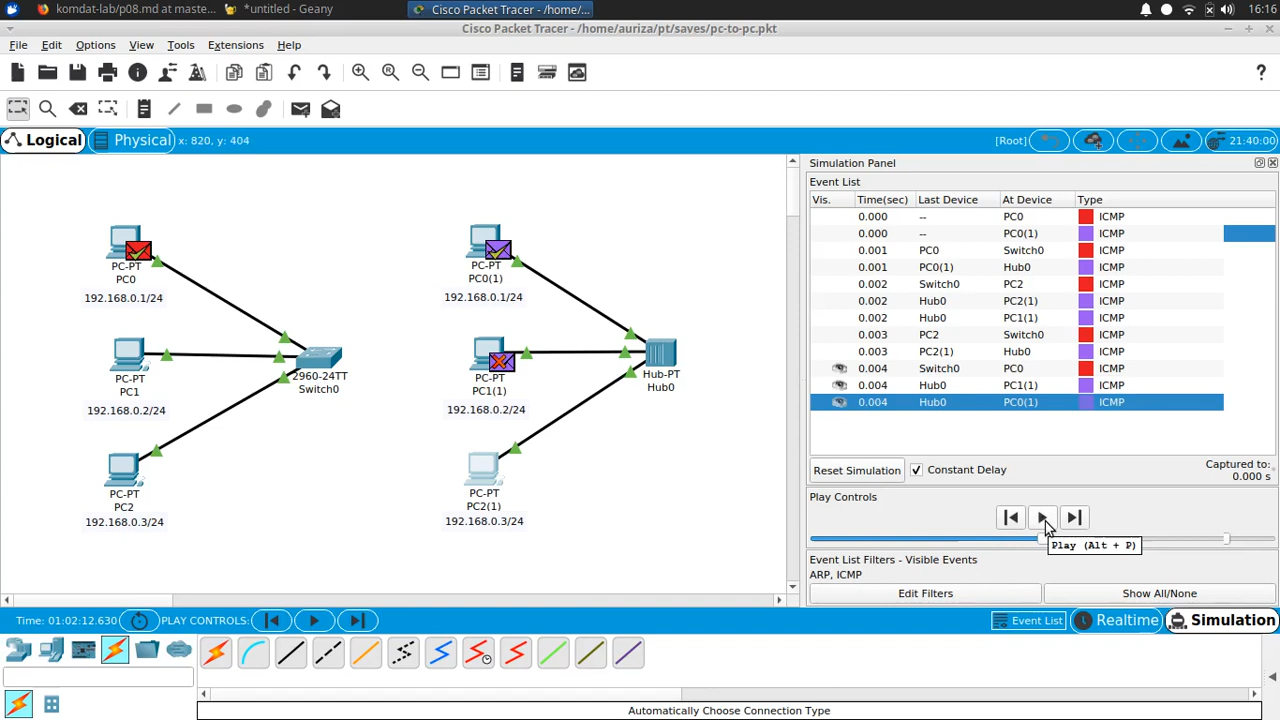 komdat-lab/p08.md at maste...
*untitled - Geany
Cisco Packet Tracer - /home/...
16:16
Cisco Packet Tracer - /home/auriza/pt/saves/pc-to-pc.pkt
File Edit Options View Tools Extensions Help
?
Logical Physical x: 820, y: 404 [Root] 21:40:00
Simulation Panel
Event List
Vis. Time(sec) Last Device At Device Type
0.000 -- PC0 ICMP
0.000 -- PC0(1) ICMP
0.001 PC0 Switch0 ICMP
0.001 PC0(1) Hub0 ICMP
0.002 Switch0 PC2 ICMP
0.002 Hub0 PC2(1) ICMP
0.002 Hub0 PC1(1) ICMP
0.003 PC2 Switch0 ICMP
0.003 PC2(1) Hub0 ICMP
0.004 Switch0 PC0 ICMP
0.004 Hub0 PC1(1) ICMP
0.004 Hub0 PC0(1) ICMP
Reset Simulation Constant Delay
Captured to:
0.000 s
Play Controls
Play (Alt + P)
Event List Filters - Visible Events
ARP, ICMP
Edit Filters Show All/None
PC-PT
PC0
192.168.0.1/24
PC-PT
PC1
192.168.0.2/24
PC-PT
PC2
192.168.0.3/24
2960-24TT
Switch0
PC-PT
PC0(1)
192.168.0.1/24
PC-PT
PC1(1)
192.168.0.2/24
PC-PT
PC2(1)
192.168.0.3/24
Hub-PT
Hub0
Time: 01:02:12.630 PLAY CONTROLS: Event List Realtime Simulation
Automatically Choose Connection Type